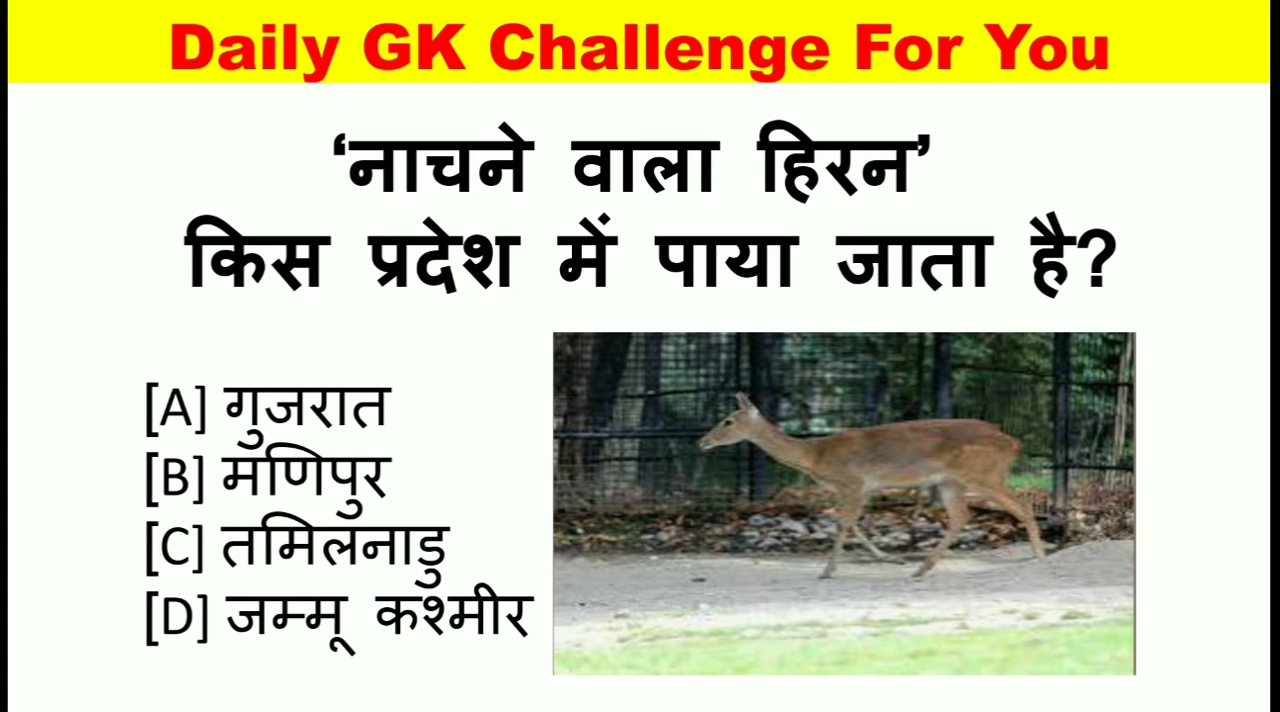 Daily GK Challenge For You
‘नाचने वाला हिरन’
किस प्रदेश में पाया जाता है?
[A] गुजरात
[B] मणिपुर
[C] तमिलनाडु
[D] जम्मू कश्मीर